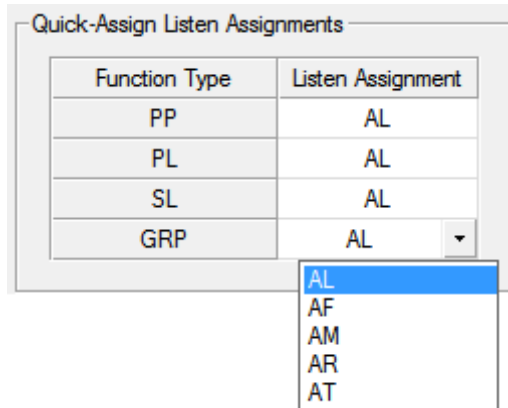 Quick-Assign Listen Assignments
Function Type Listen Assignment
PP AL
PL AL
SL AL
GRP AL
AL
AF
AM
AR
AT